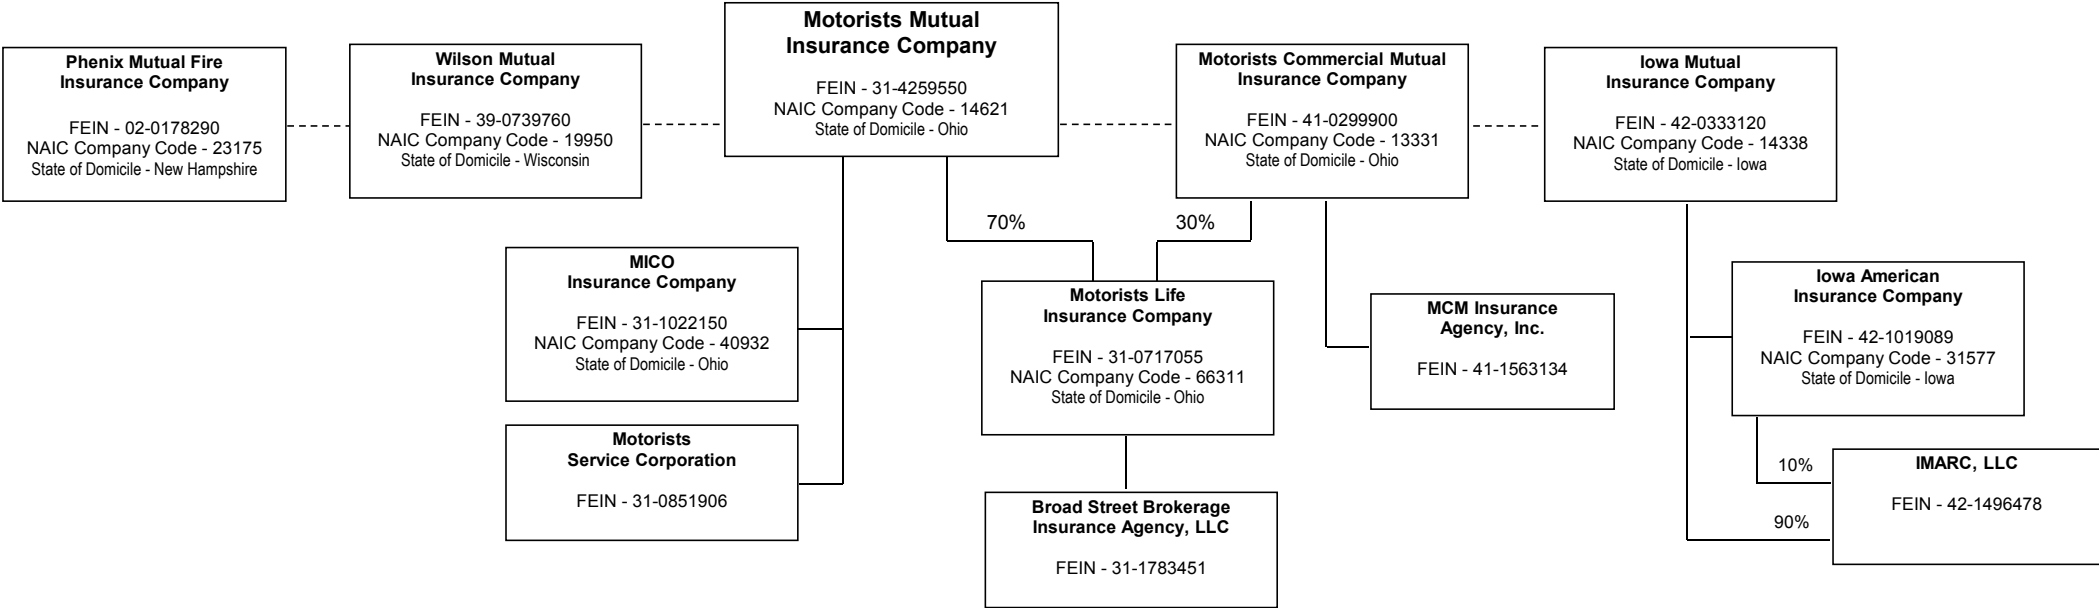 Phenix Mutual Fire
Insurance Company
FEIN - 02-0178290
NAIC Company Code - 23175
State of Domicile - New Hampshire
Wilson Mutual
Insurance Company
FEIN - 39-0739760
NAIC Company Code - 19950
State of Domicile - Wisconsin
Motorists Mutual
Insurance Company
FEIN - 31-4259550
NAIC Company Code - 14621
State of Domicile - Ohio
Motorists Commercial Mutual
Insurance Company
FEIN - 41-0299900
NAIC Company Code - 13331
State of Domicile - Ohio
Iowa Mutual
Insurance Company
FEIN - 42-0333120
NAIC Company Code - 14338
State of Domicile - Iowa
70%
30%
MICO
Insurance Company
FEIN - 31-1022150
NAIC Company Code - 40932
State of Domicile - Ohio
Motorists Life
Insurance Company
FEIN - 31-0717055
NAIC Company Code - 66311
State of Domicile - Ohio
MCM Insurance
Agency, Inc.
FEIN - 41-1563134
Iowa American
Insurance Company
FEIN - 42-1019089
NAIC Company Code - 31577
State of Domicile - Iowa
Motorists
Service Corporation
FEIN - 31-0851906
Broad Street Brokerage
Insurance Agency, LLC
FEIN - 31-1783451
10%
90%
IMARC, LLC
FEIN - 42-1496478